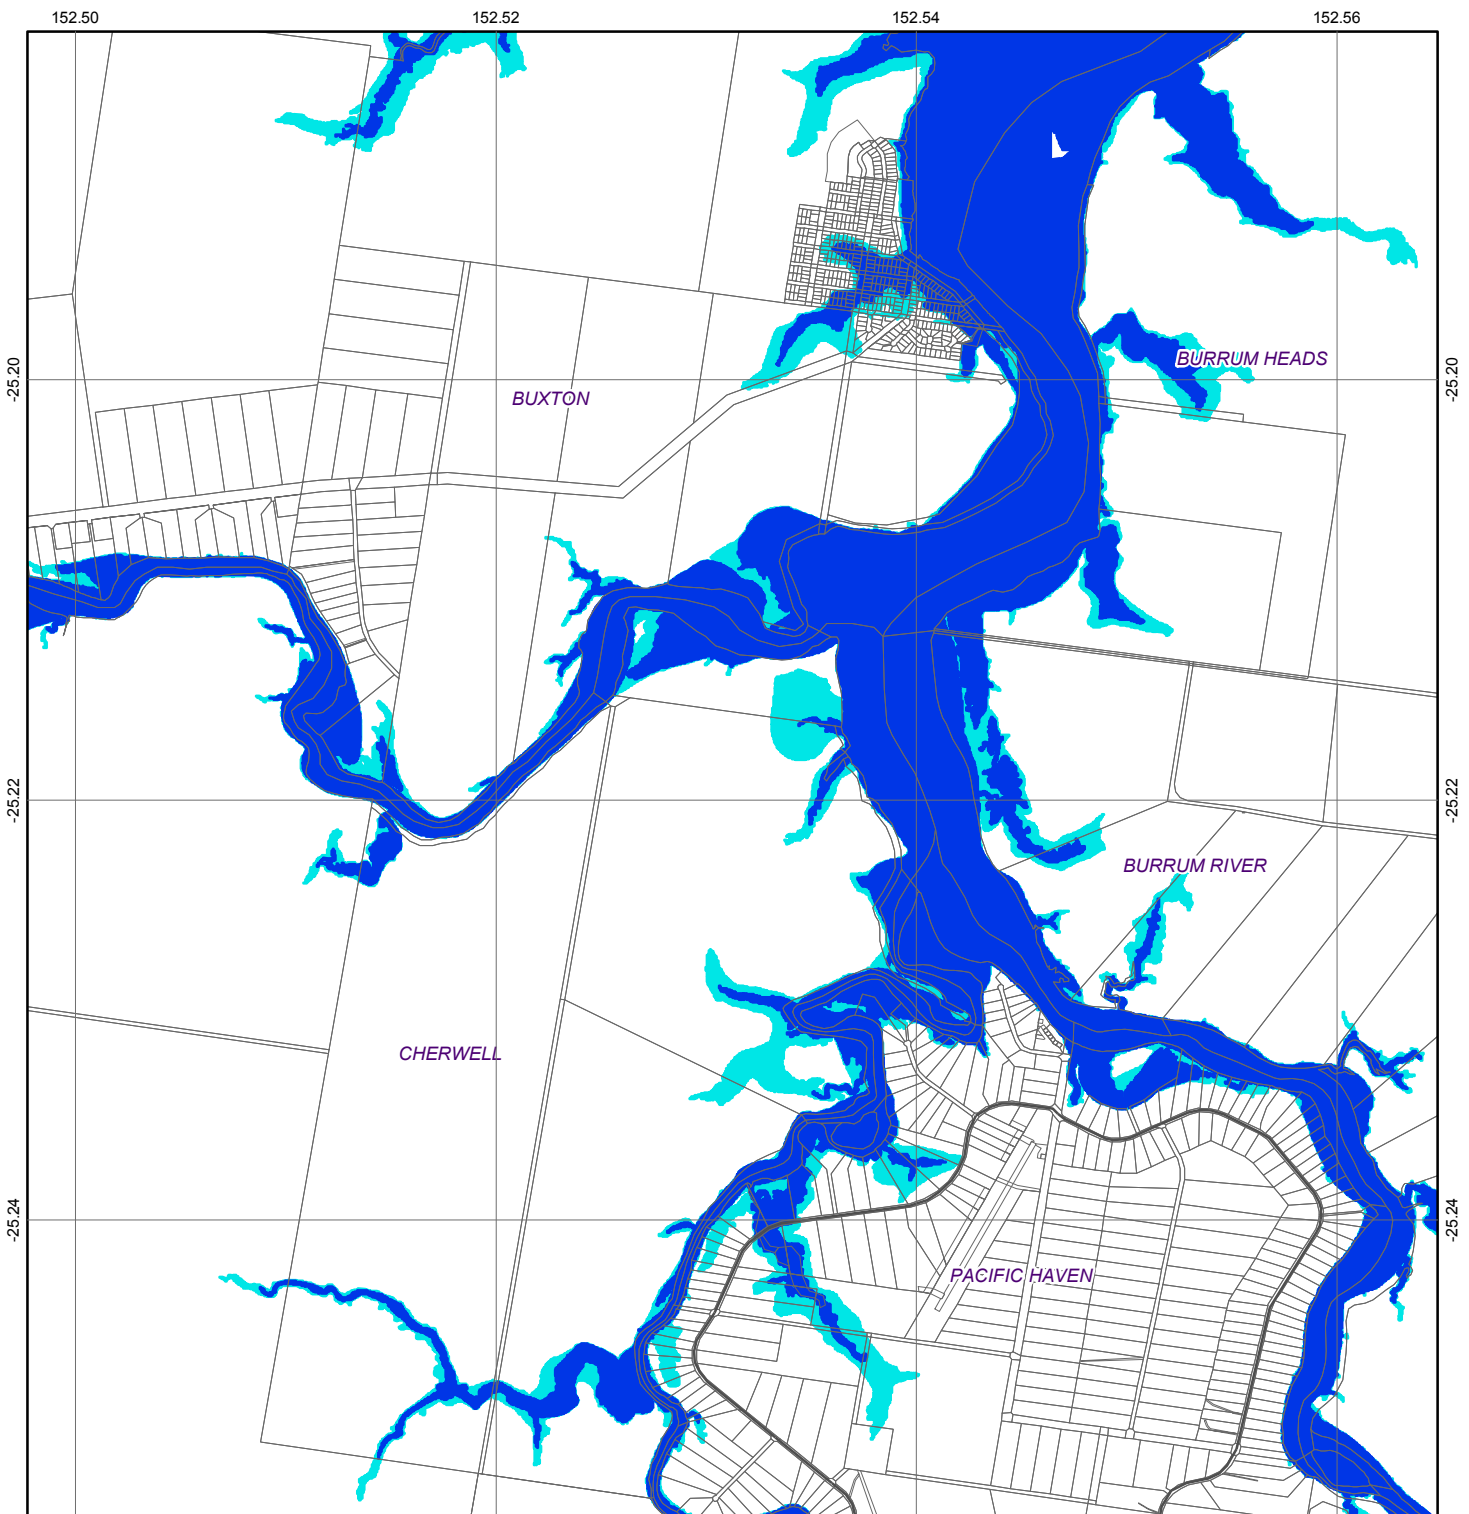 152.50 152.52 152.54 152.56
-25.20 -25.20
BURRUM HEADS
BUXTON
-25.22 -25.22
BURRUM RIVER
CHERWELL
-25.24 -25.24
PACIFIC HAVEN